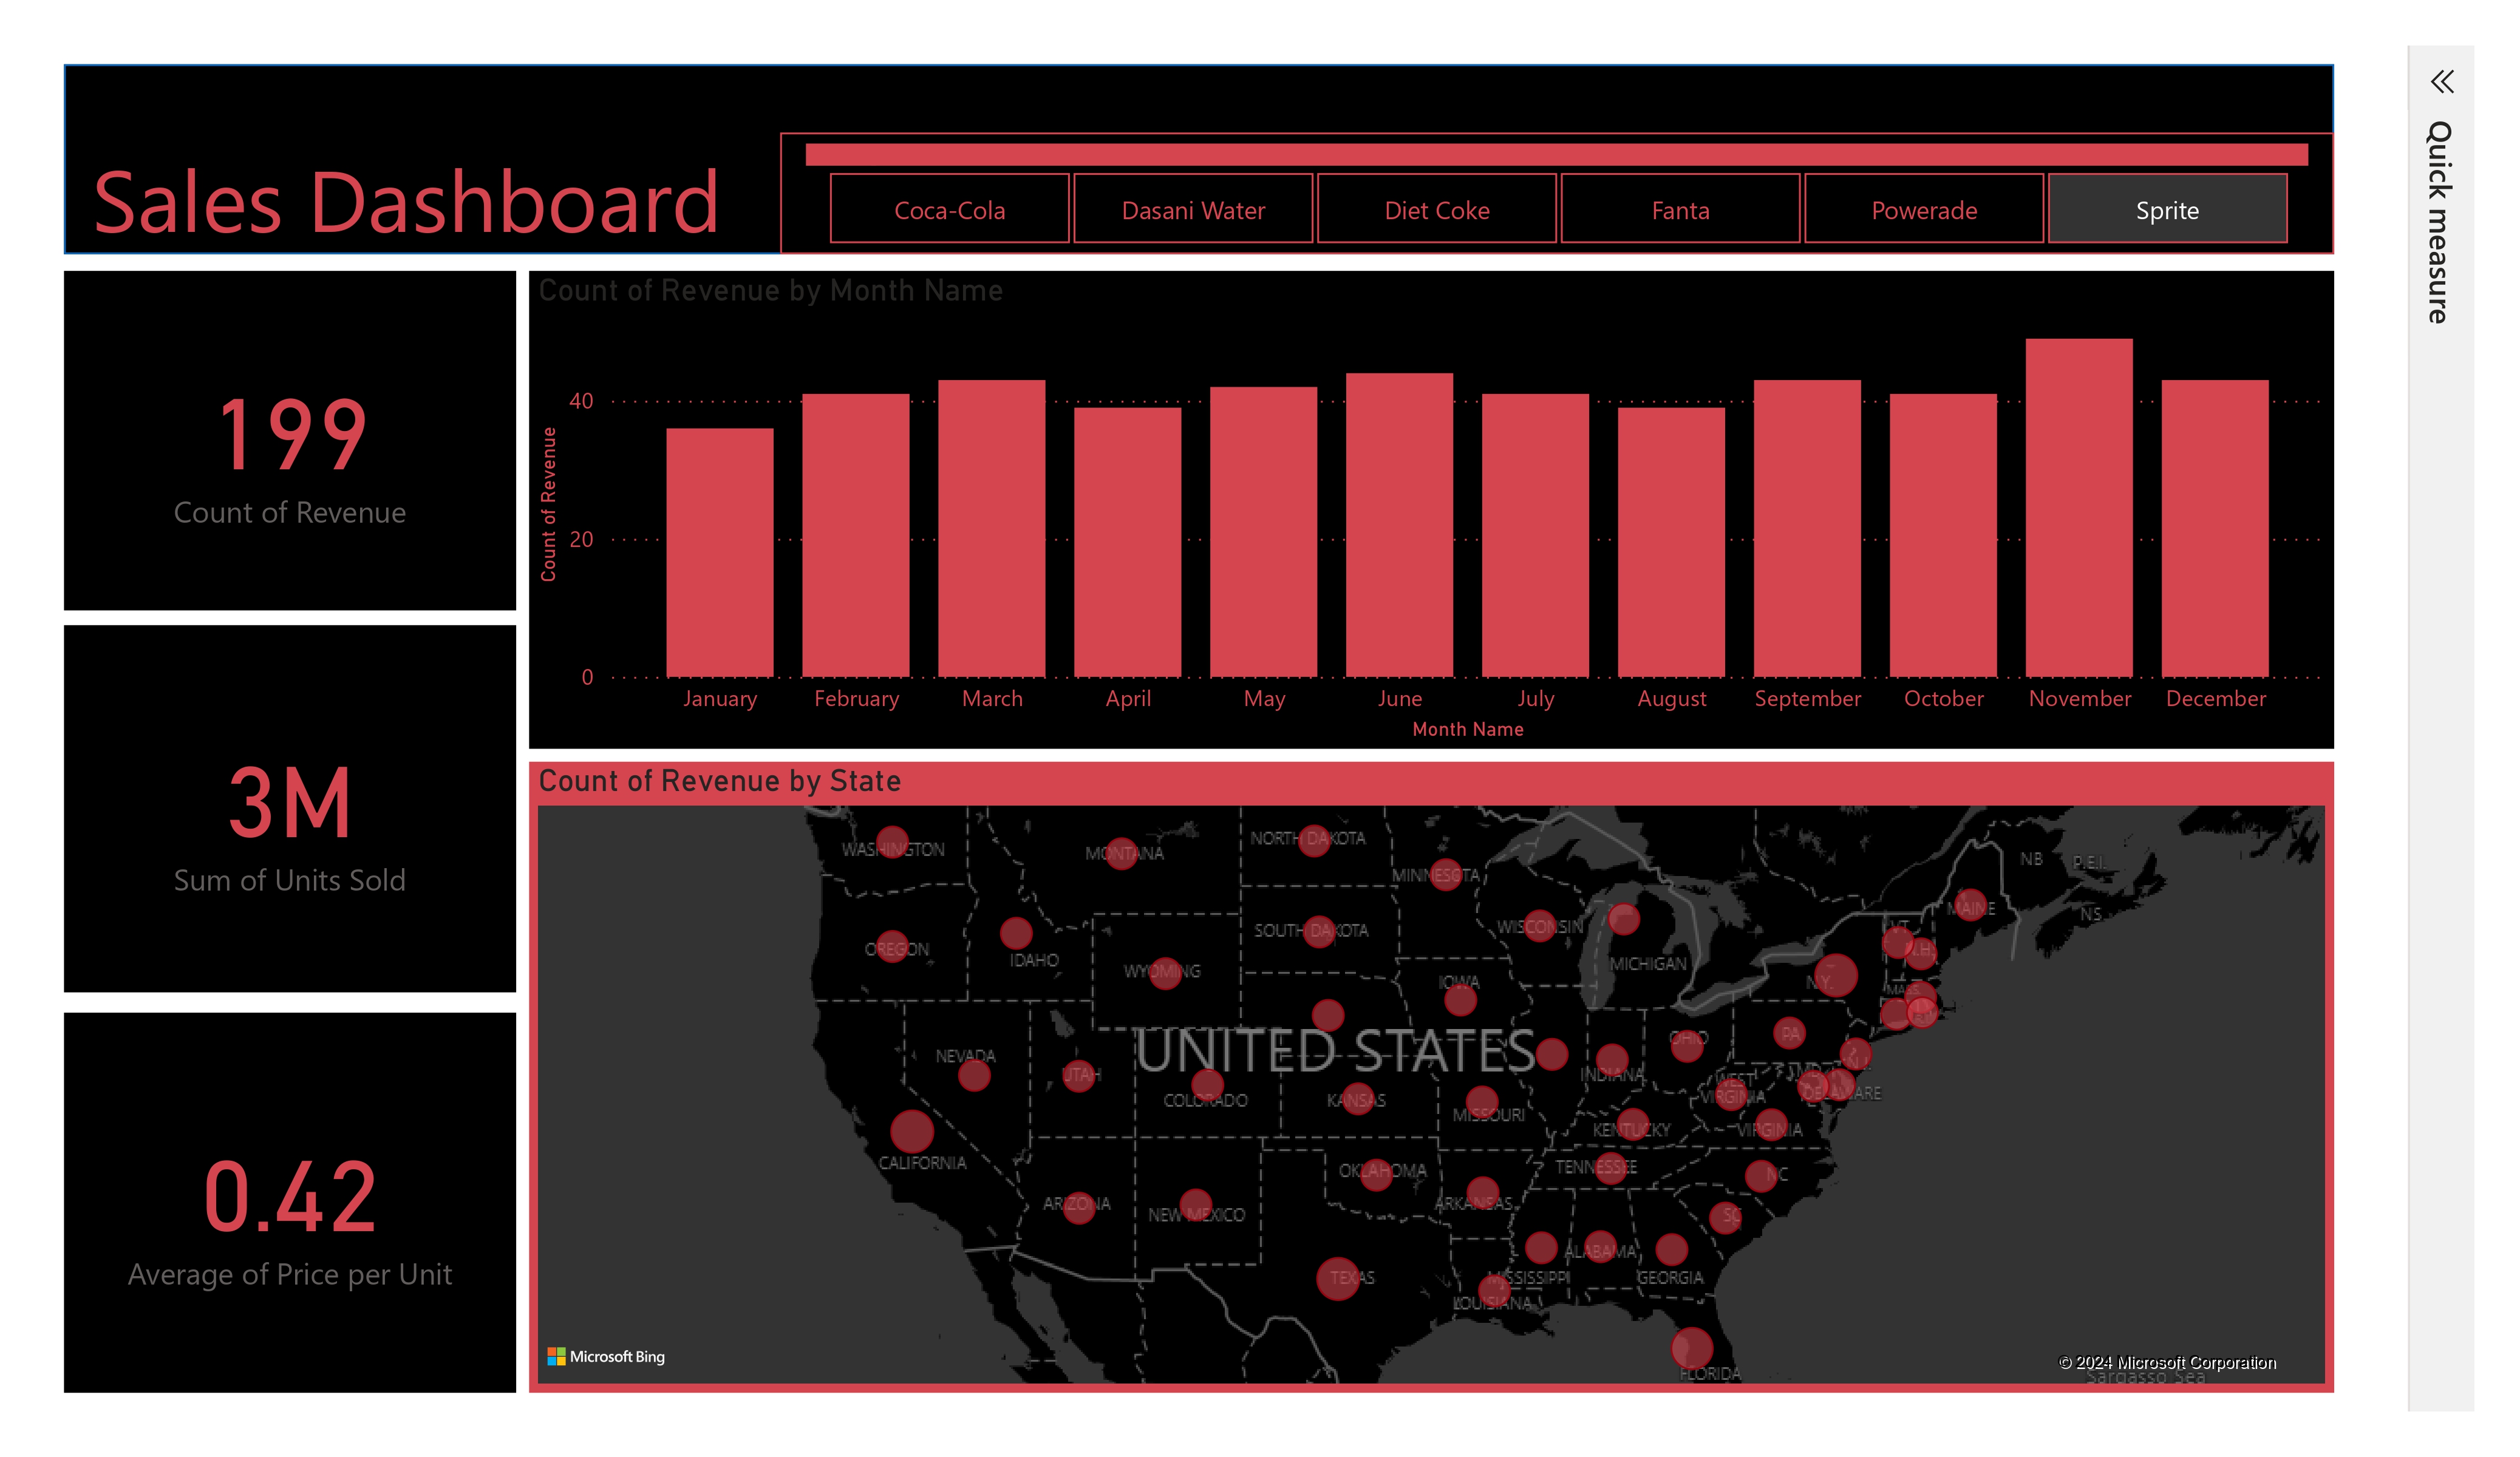 Sales Dashboard
Coca-Cola
Dasani Water
Diet Coke
Fanta
Powerade
Sprite
«
Quick measure
199
Count of Revenue
3M
Sum of Units Sold
0.42
Average of Price per Unit
Count of Revenue by Month Name
Count of Revenue
40
20
0
January
February
March
April
May
June
July
August
September
October
November
December
Month Name
Count of Revenue by State
WASHINGTON
MONTANA
NORTH DAKOTA
MINNESOTA
NB
P.E.I.
NS
MAINE
OREGON
IDAHO
WYOMING
SOUTH DAKOTA
WISCONSIN
MICHIGAN
VT.
N.Y.
MASS.
IOWA
UNITED STATES
NEVADA
UTAH
COLORADO
KANSAS
MISSOURI
INDIANA
OHIO
PA
N.J.
MD
DELAWARE
WEST
VIRGINIA
KENTUCKY
VIRGINIA
CALIFORNIA
ARIZONA
NEW MEXICO
OKLAHOMA
ARKANSAS
TENNESSEE
NC
SC
TEXAS
LOUISIANA
MISSISSIPPI
ALABAMA
GEORGIA
FLORIDA
Microsoft Bing
© 2024 Microsoft Corporation
Sargasso Sea